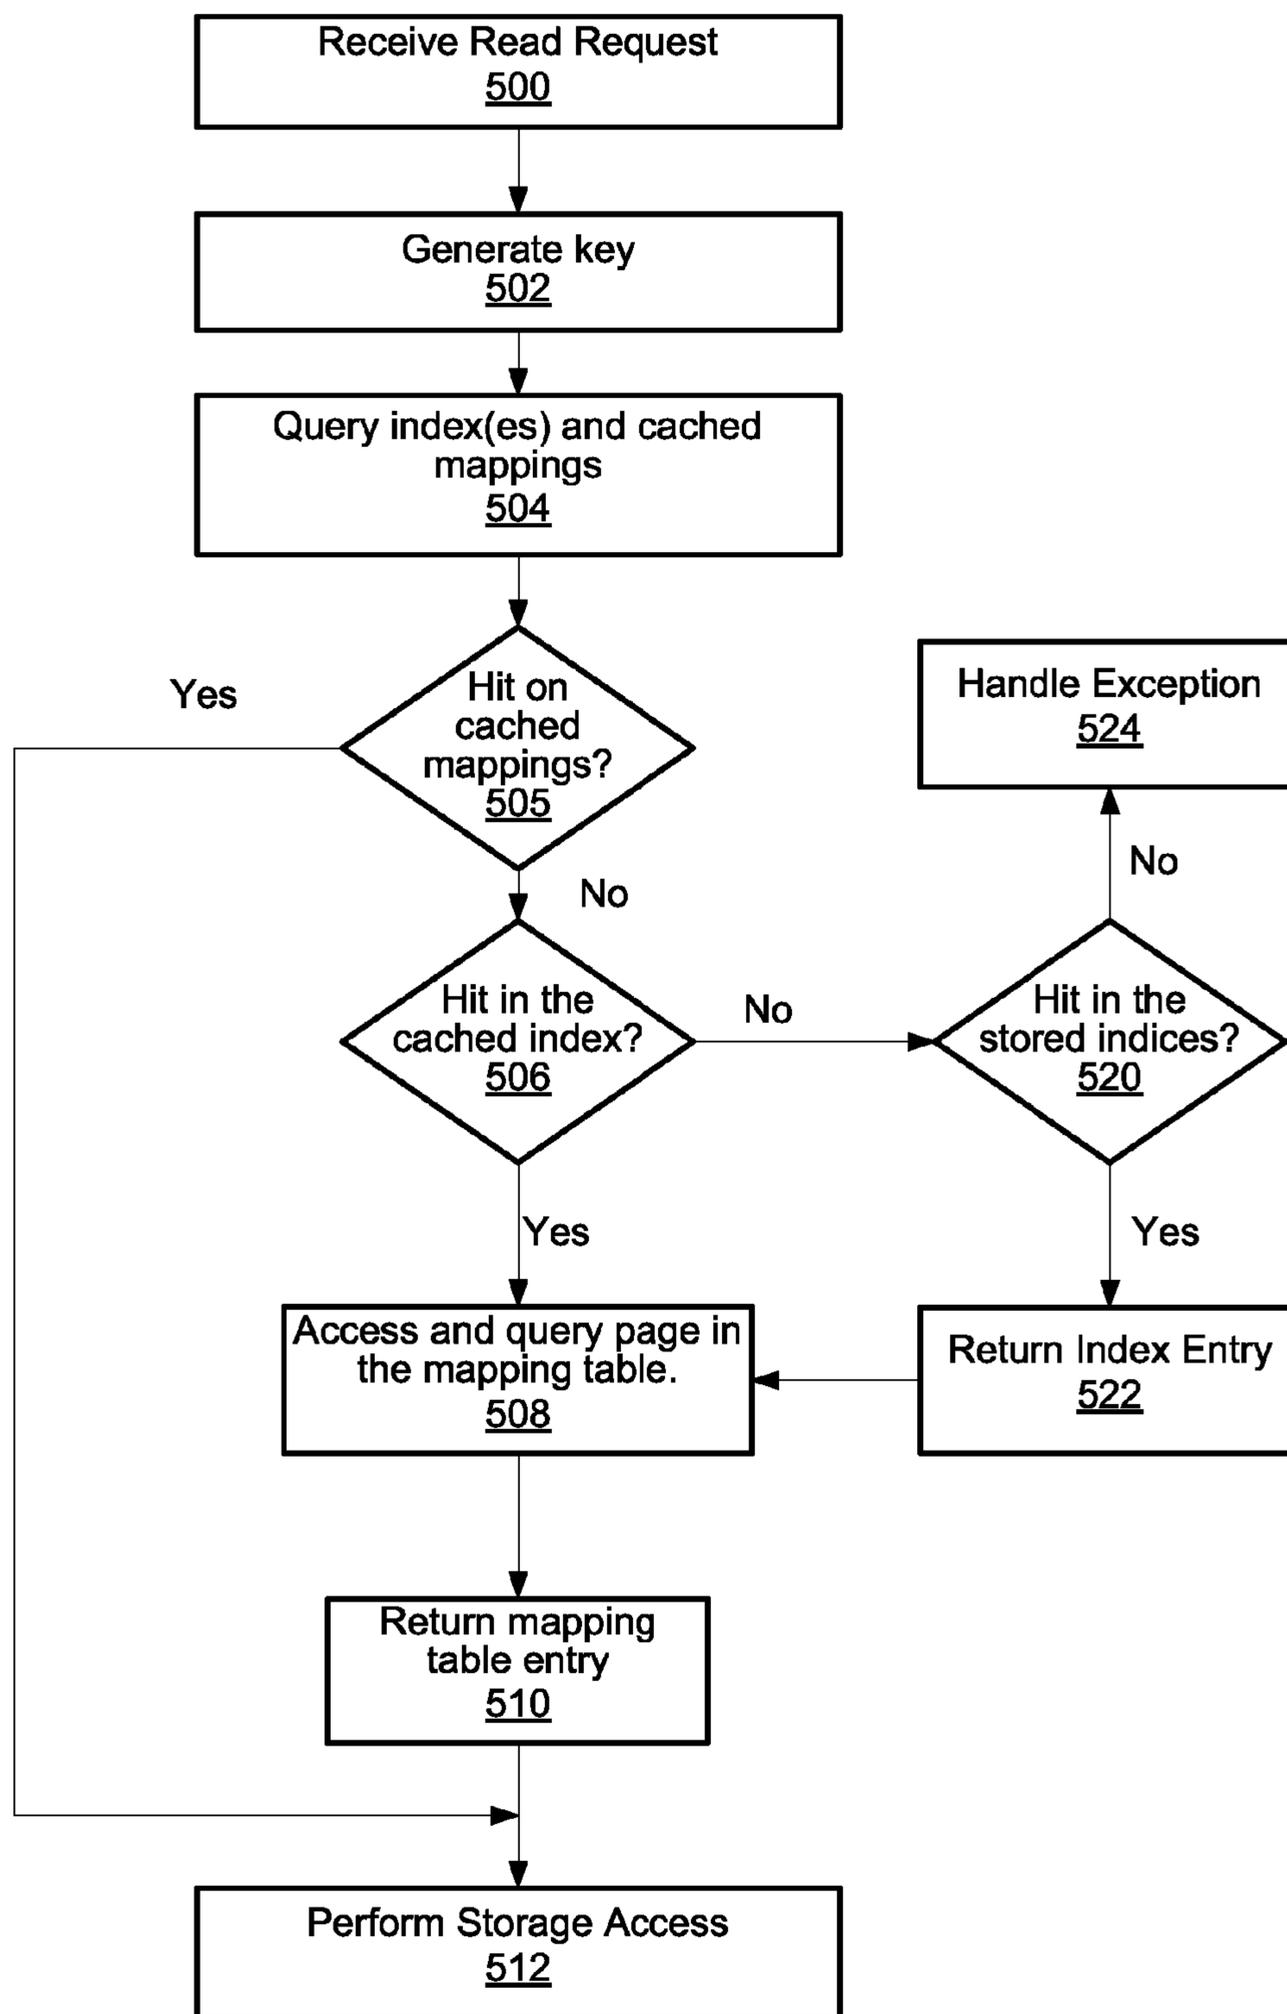 Receive Read Request
500
Generate key
502
Query index(es) and cached
mappings
504
Yes
Hit on
cached
mappings?
505
No
Handle Exception
524
No
Hit in the
cached index?
506
No
Hit in the
stored indices?
520
Yes
Yes
Access and query page in
the mapping table.
508
Return Index Entry
522
Return mapping
table entry
510
Perform Storage Access
512